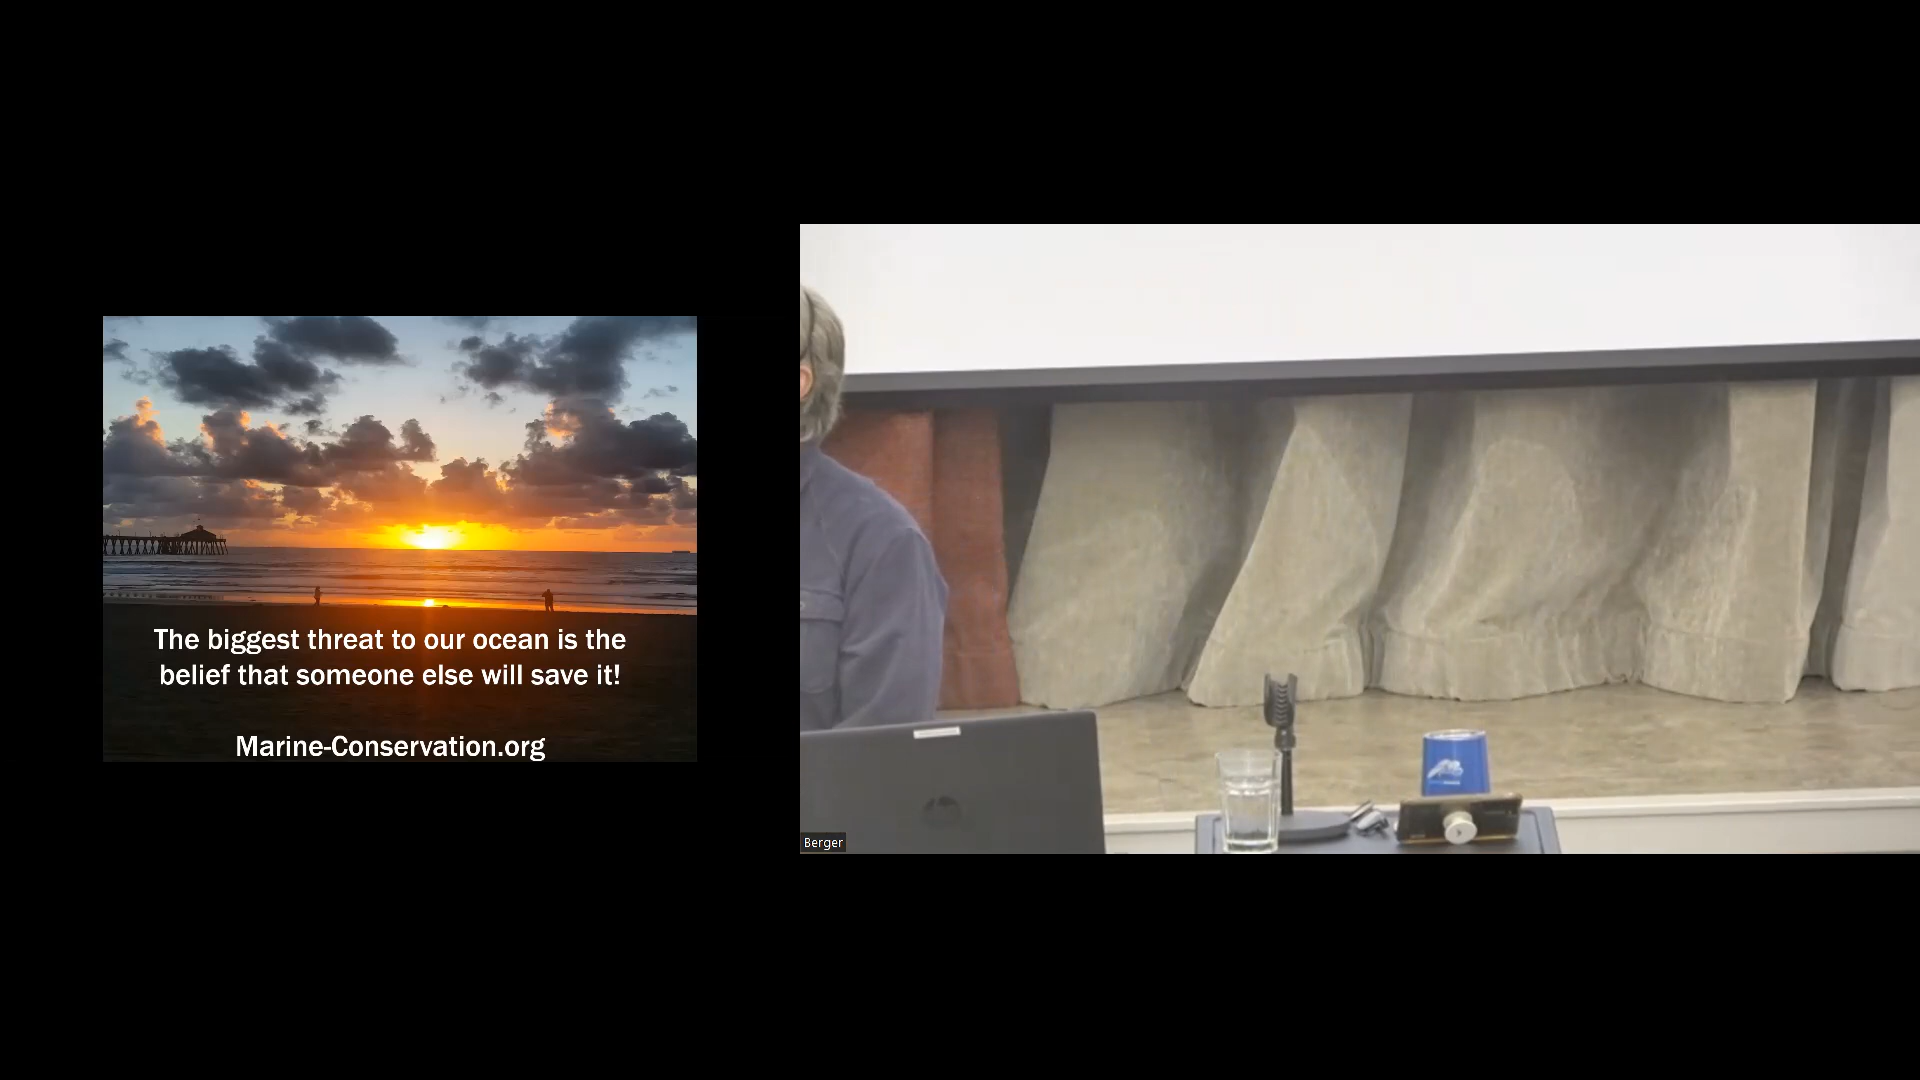 The biggest threat to our ocean is the
belief that someone else will save it!
Marine-Conservation.org
Berger